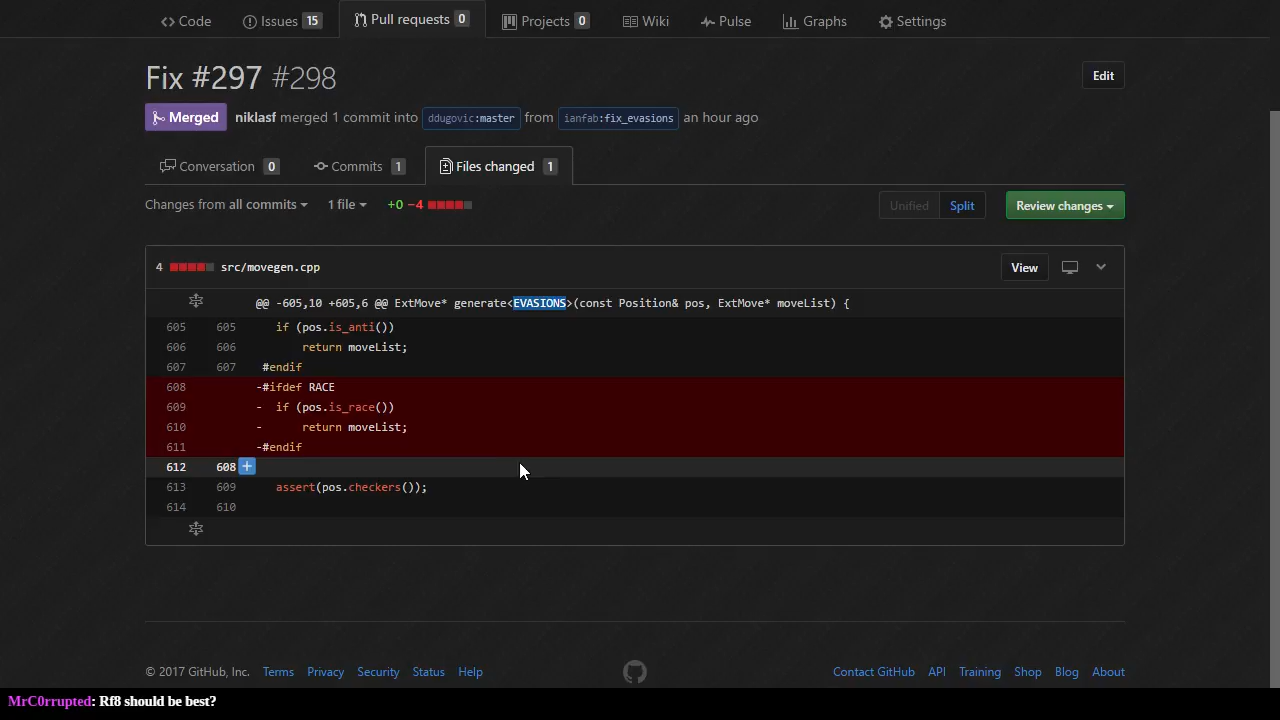 Code Issues 15 Pull requests 0 Projects 0 Wiki Pulse Graphs Settings
Fix #297 #298 Edit
Merged niklasf merged 1 commit into ddugovic:master from ianfab:fix_evasions an hour ago
Conversation 0 Commits 1 Files changed 1
Changes from all commits 1 file +0 −4 Unified Split Review changes
4 src/movegen.cpp View
@@ -605,10 +605,6 @@ ExtMove* generate<EVASIONS>(const Position& pos, ExtMove* moveList) {
605 605 if (pos.is_anti())
606 606 return moveList;
607 607 #endif
608 -#ifdef RACE
609 - if (pos.is_race())
610 - return moveList;
611 -#endif
612 608 +
613 609 assert(pos.checkers());
614 610
© 2017 GitHub, Inc. Terms Privacy Security Status Help Contact GitHub API Training Shop Blog About
MrC0rrupted: Rf8 should be best?